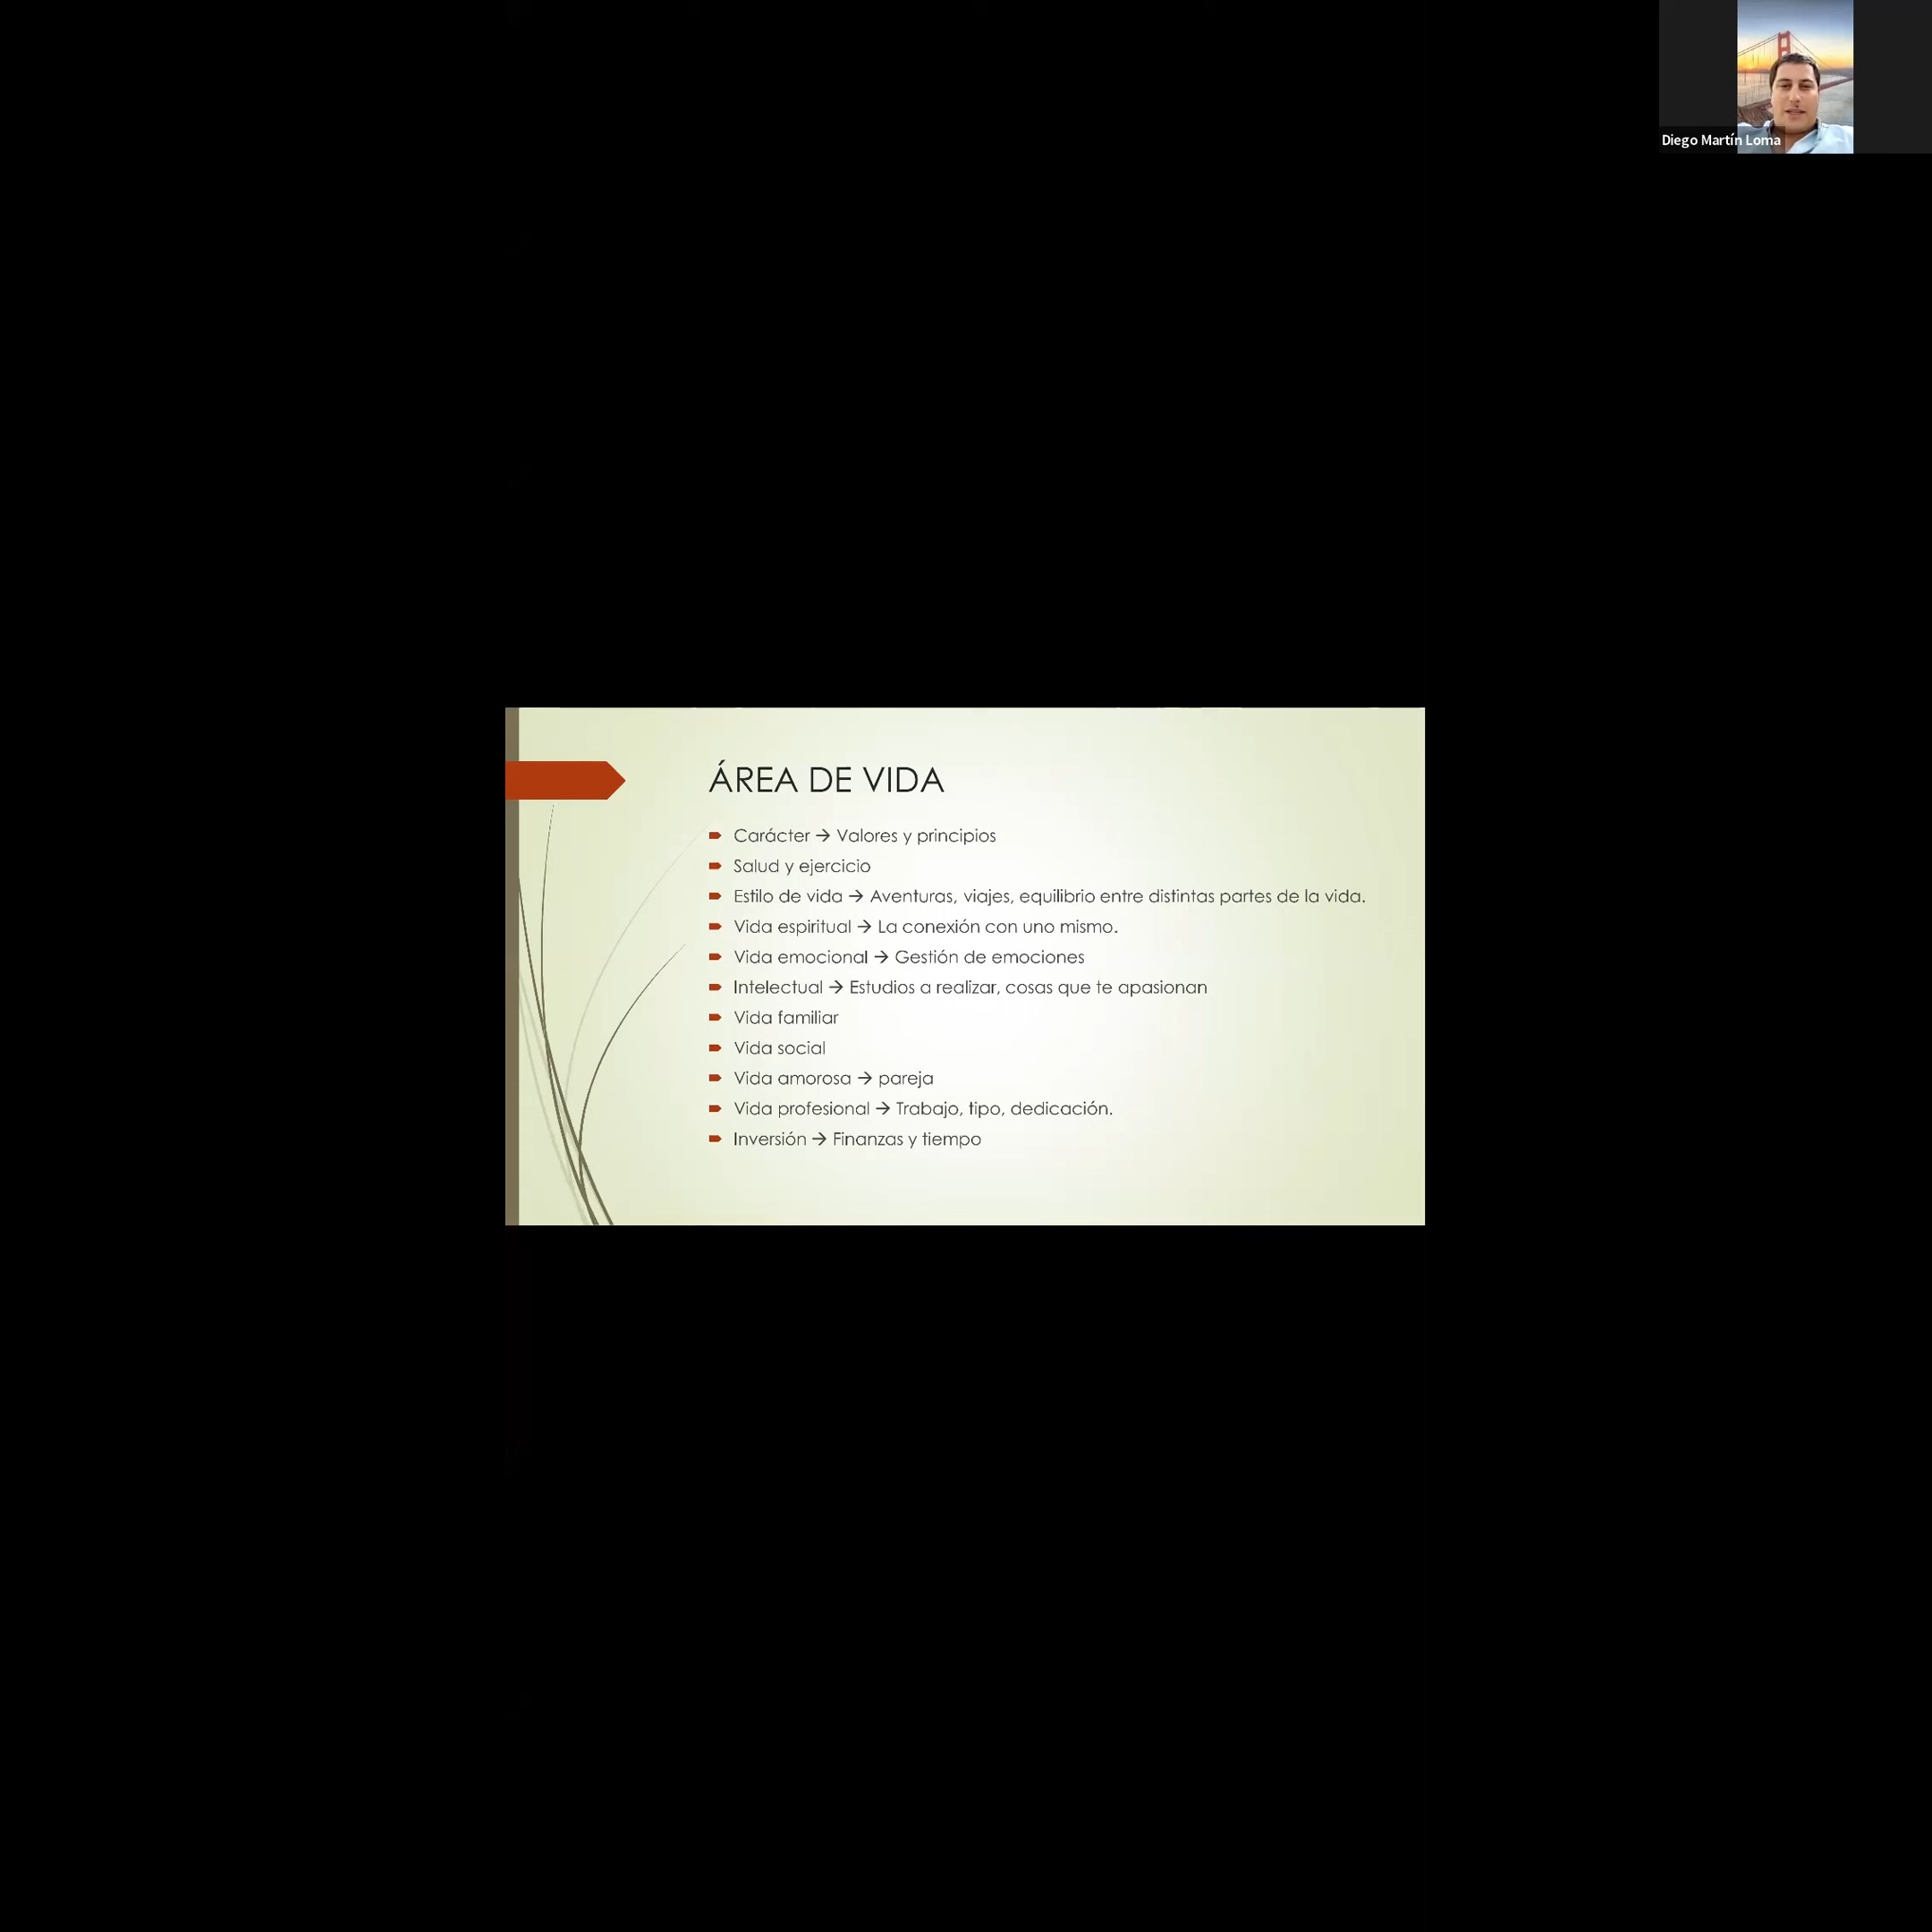 Diego Martín Loma
ÁREA DE VIDA
Carácter → Valores y principios
Salud y ejercicio
Estilo de vida → Aventuras, viajes, equilibrio entre distintas partes de la vida.
Vida espiritual → La conexión con uno mismo.
Vida emocional → Gestión de emociones
Intelectual → Estudios a realizar, cosas que te apasionan
Vida familiar
Vida social
Vida amorosa → pareja
Vida profesional → Trabajo, tipo, dedicación.
Inversión → Finanzas y tiempo